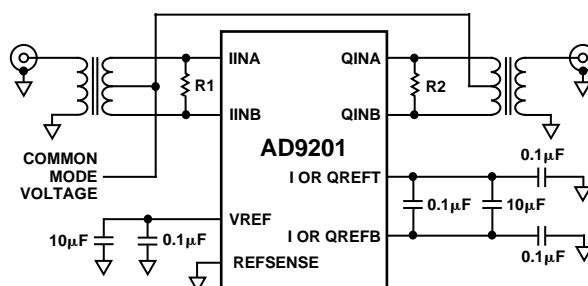 IINA
QINA
R1
R2
IINB
QINB
AD9201
COMMON
MODE
VOLTAGE
0.1µF
I OR QREFT
0.1µF
10µF
VREF
10µF
0.1µF
I OR QREFB
0.1µF
REFSENSE